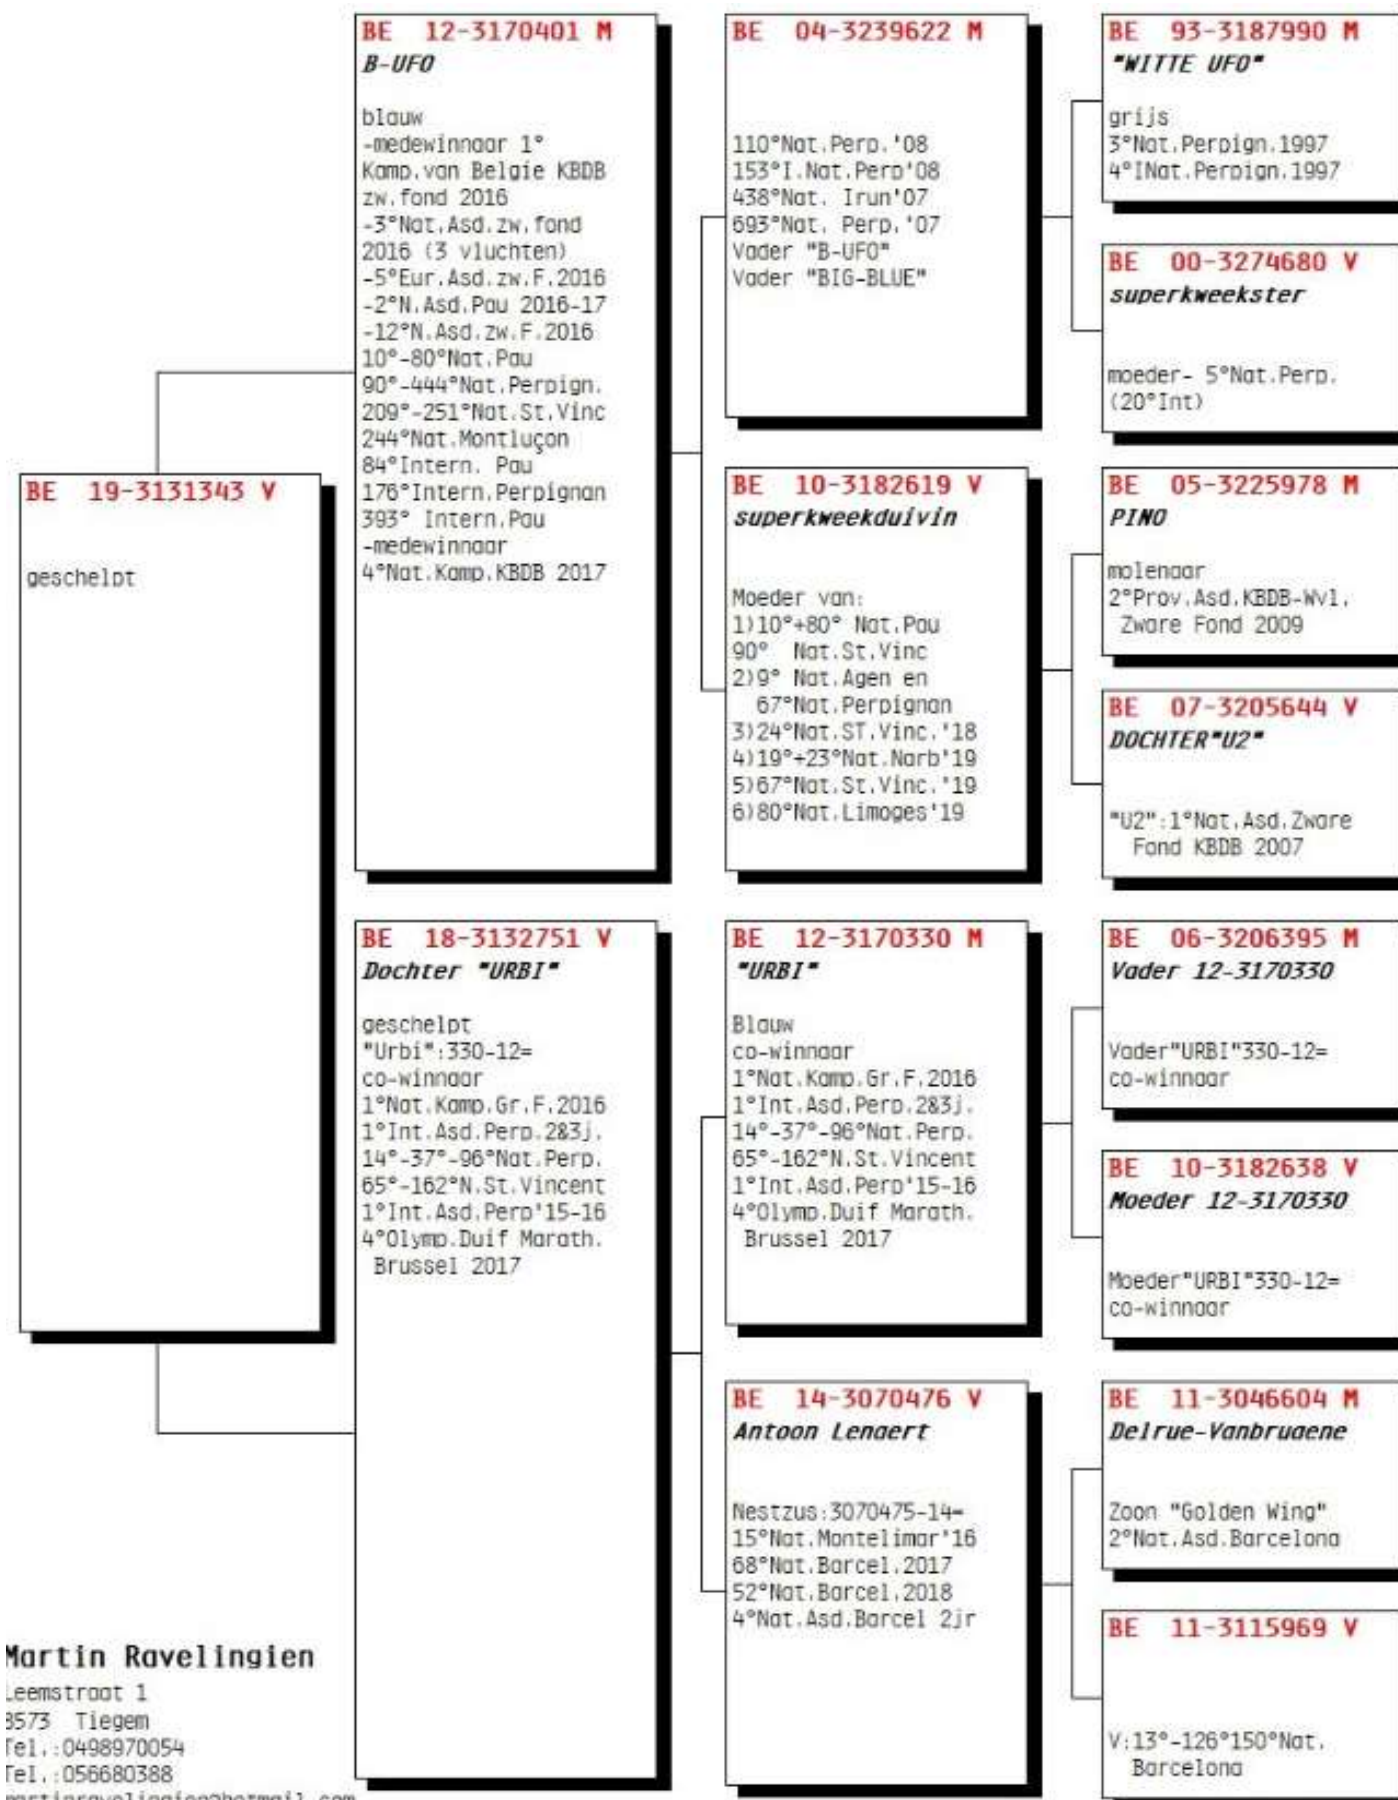 BE 19-3131343 V
geschelpt
BE 12-3170401 M
B-UFO
blauw
-medewinnaar 1°
Kamp.van Belgie KBDB
zw.fond 2016
-3°Nat.Asd.zw.fond
2016 (3 vluchten)
-5°Eur.Asd.zw.F.2016
-2°N.Asd.Pau 2016-17
-12°N.Asd.zw.F.2016
10°-80°Nat.Pau
90°-444°Nat.Perpign.
209°-251°Nat.St.Vinc
244°Nat.Montluçon
84°Intern. Pau
176°Intern.Perpignan
393° Intern.Pau
-medewinnaar
4°Nat.Kamp.KBDB 2017
BE 18-3132751 V
Dochter "URBI"
geschelpt
"Urbi":330-12=
co-winnaar
1°Nat.Kamp.Gr.F.2016
1°Int.Asd.Perp.2&3j.
14°-37°-96°Nat.Perp.
65°-162°N.St.Vincent
1°Int.Asd.Perp'15-16
4°Olymp.Duif Marath.
Brussel 2017
BE 04-3239622 M
110°Nat.Perp.'08
153°I.Nat.Perp'08
438°Nat. Irun'07
693°Nat. Perp.'07
Vader "B-UFO"
Vader "BIG-BLUE"
BE 10-3182619 V
superkweekduivin
Moeder van:
1)10°+80° Nat.Pau
90° Nat.St.Vinc
2)9° Nat.Agen en
67°Nat.Perpignan
3)24°Nat.ST.Vinc.'18
4)19°+23°Nat.Narb'19
5)67°Nat.St.Vinc.'19
6)80°Nat.Limoges'19
BE 12-3170330 M
"URBI"
Blauw
co-winnaar
1°Nat.Kamp.Gr.F.2016
1°Int.Asd.Perp.2&3j.
14°-37°-96°Nat.Perp.
65°-162°N.St.Vincent
1°Int.Asd.Perp'15-16
4°Olymp.Duif Marath.
Brussel 2017
BE 14-3070476 V
Antoon Lenaert
Nestzus:3070475-14=
15°Nat.Montelimar'16
68°Nat.Barcel.2017
52°Nat.Barcel.2018
4°Nat.Asd.Barcel 2jr
BE 93-3187990 M
"WITTE UFO"
grijs
3°Nat.Perpign.1997
4°INat.Perpign.1997
BE 00-3274680 V
superkweekster
moeder- 5°Nat.Perp.
(20°Int)
BE 05-3225978 M
PINO
molenaar
2°Prov.Asd.KBDB-Wvl.
Zware Fond 2009
BE 07-3205644 V
DOCHTER"U2"
"U2":1°Nat.Asd.Zware
Fond KBDB 2007
BE 06-3206395 M
Vader 12-3170330
Vader"URBI"330-12=
co-winnaar
BE 10-3182638 V
Moeder 12-3170330
Moeder"URBI"330-12=
co-winnaar
BE 11-3046604 M
Delrue-Vanbrugene
Zoon "Golden Wing"
2°Nat.Asd.Barcelona
BE 11-3115969 V
V:13°-126°150°Nat.
Barcelona
Martin Ravelingien
Leemstraat 1
8573 Tiegem
Tel.:0498970054
Tel.:056680388
martinravelingien@hotmail.com